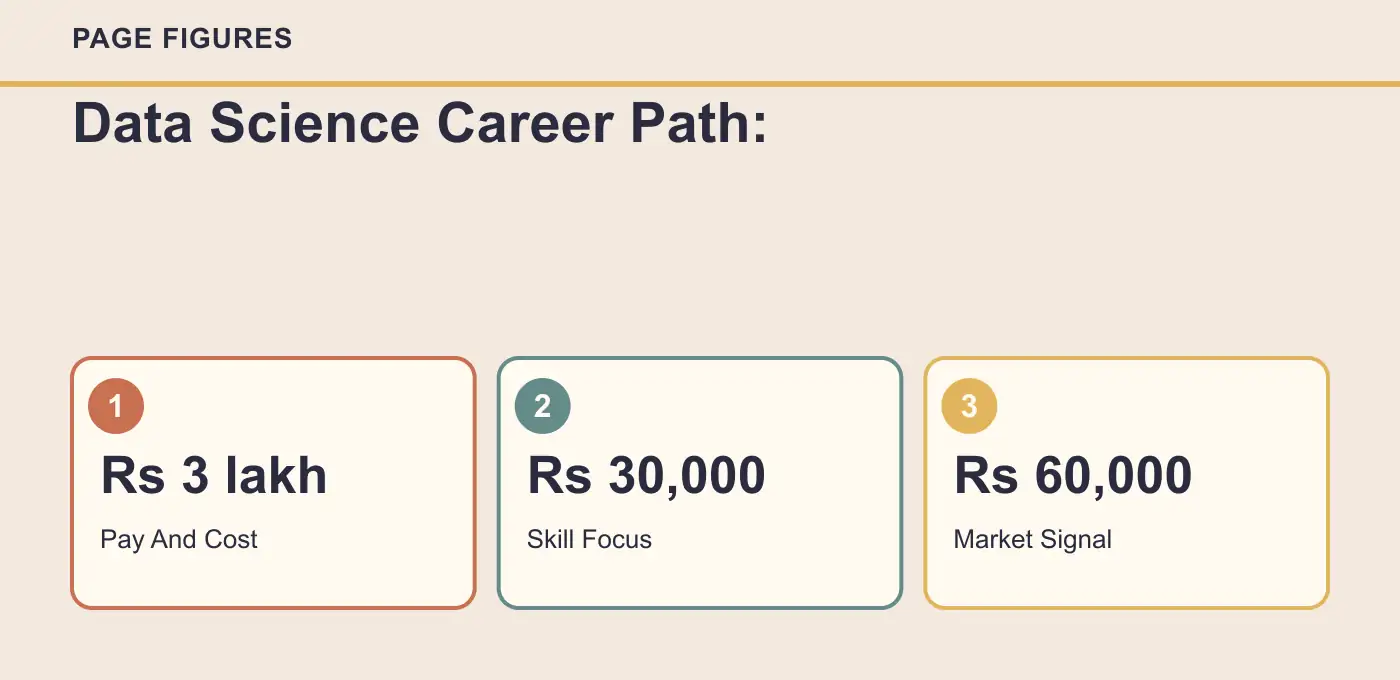 PAGE FIGURES
Data Science Career Path:
1
Rs 3 lakh
Pay And Cost
2
Rs 30,000
Skill Focus
3
Rs 60,000
Market Signal